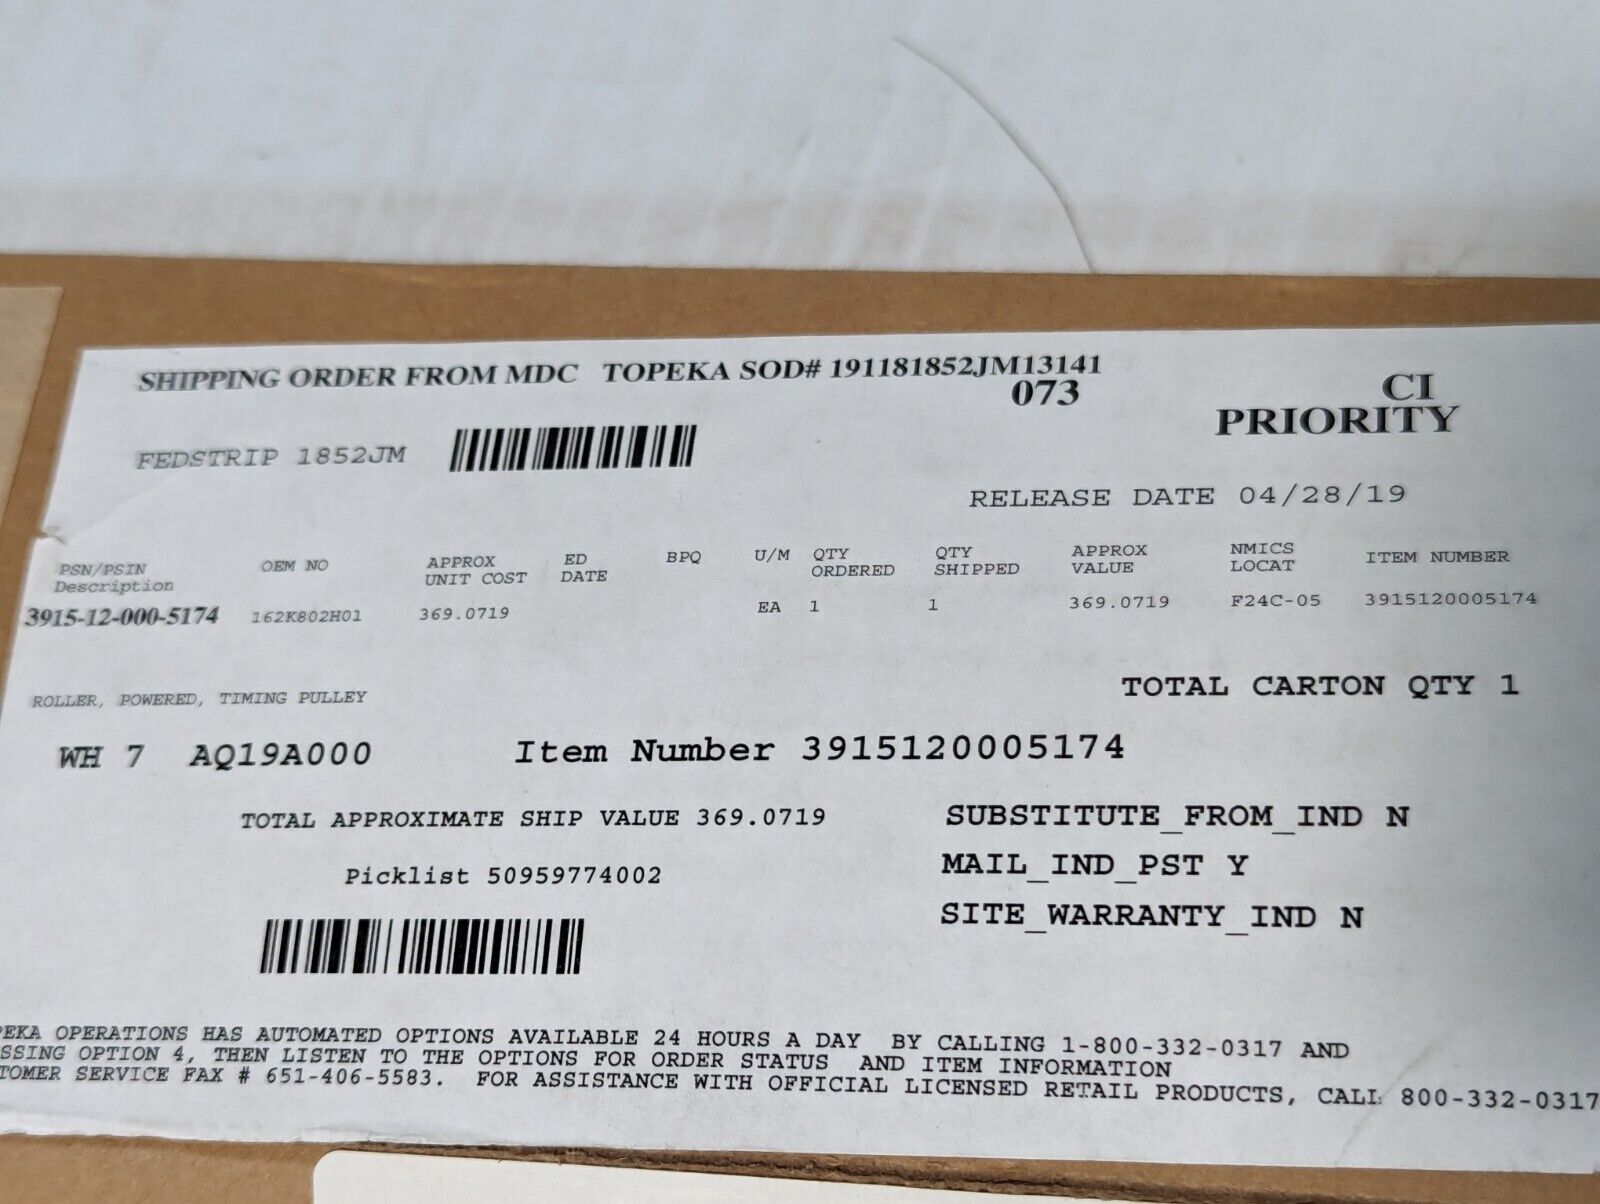 SHIPPING ORDER FROM MDC TOPEKA SOD# 191181852JM13141
073
CI
PRIORITY
FEDSTRIP 1852JM
RELEASE DATE 04/28/19
PSN/PSIN Description OEM NO APPROX UNIT COST ED DATE BPQ U/M QTY ORDERED QTY SHIPPED APPROX VALUE NMICS LOCAT ITEM NUMBER
3915-12-000-5174 162K802H01 369.0719 EA 1 1 369.0719 F24C-05 3915120005174
ROLLER, POWERED, TIMING PULLEY
TOTAL CARTON QTY 1
WH 7 AQ19A000 Item Number 3915120005174
TOTAL APPROXIMATE SHIP VALUE 369.0719
SUBSTITUTE_FROM_IND N
Picklist 50959774002
MAIL_IND_PST Y
SITE_WARRANTY_IND N
PEKA OPERATIONS HAS AUTOMATED OPTIONS AVAILABLE 24 HOURS A DAY BY CALLING 1-800-332-0317 AND
SSING OPTION 4, THEN LISTEN TO THE OPTIONS FOR ORDER STATUS AND ITEM INFORMATION
TOMER SERVICE FAX # 651-406-5583. FOR ASSISTANCE WITH OFFICIAL LICENSED RETAIL PRODUCTS, CALL 800-332-0317